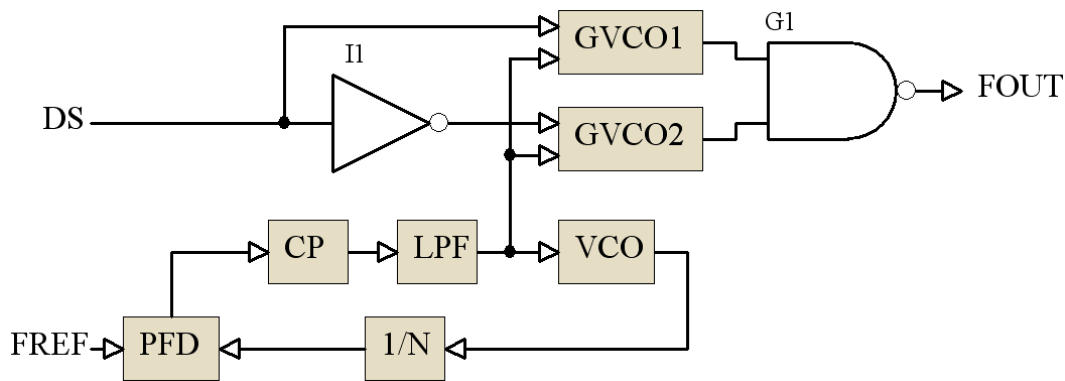 G1
GVCO1
I1
FOUT
DS
GVCO2
CP
LPF
VCO
FREF
PFD
1/N